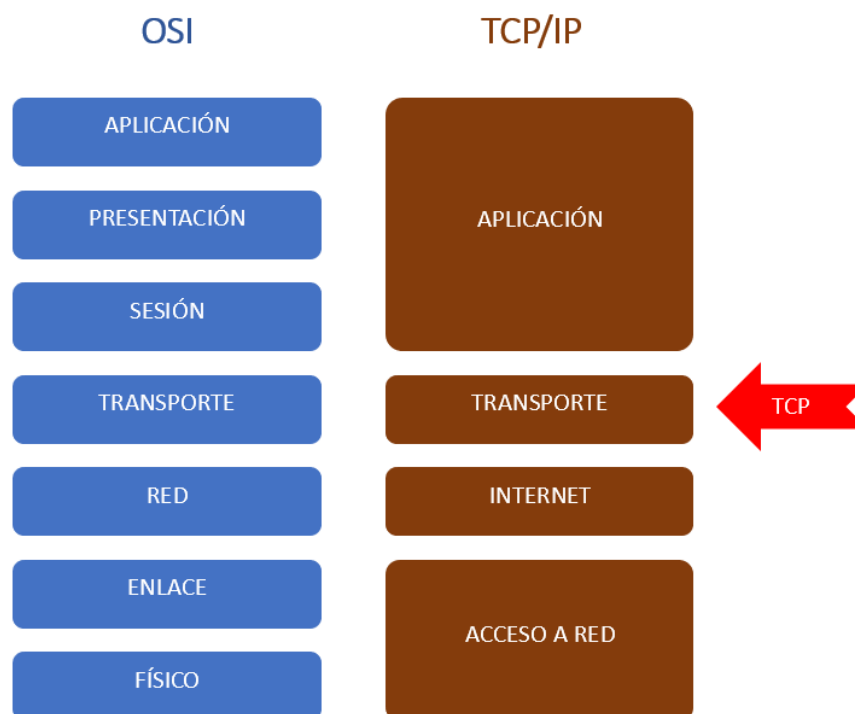 OSI
TCP/IP
APLICACIÓN
PRESENTACIÓN
SESIÓN
TRANSPORTE
RED
ENLACE
FÍSICO
APLICACIÓN
TRANSPORTE
INTERNET
ACCESO A RED
TCP